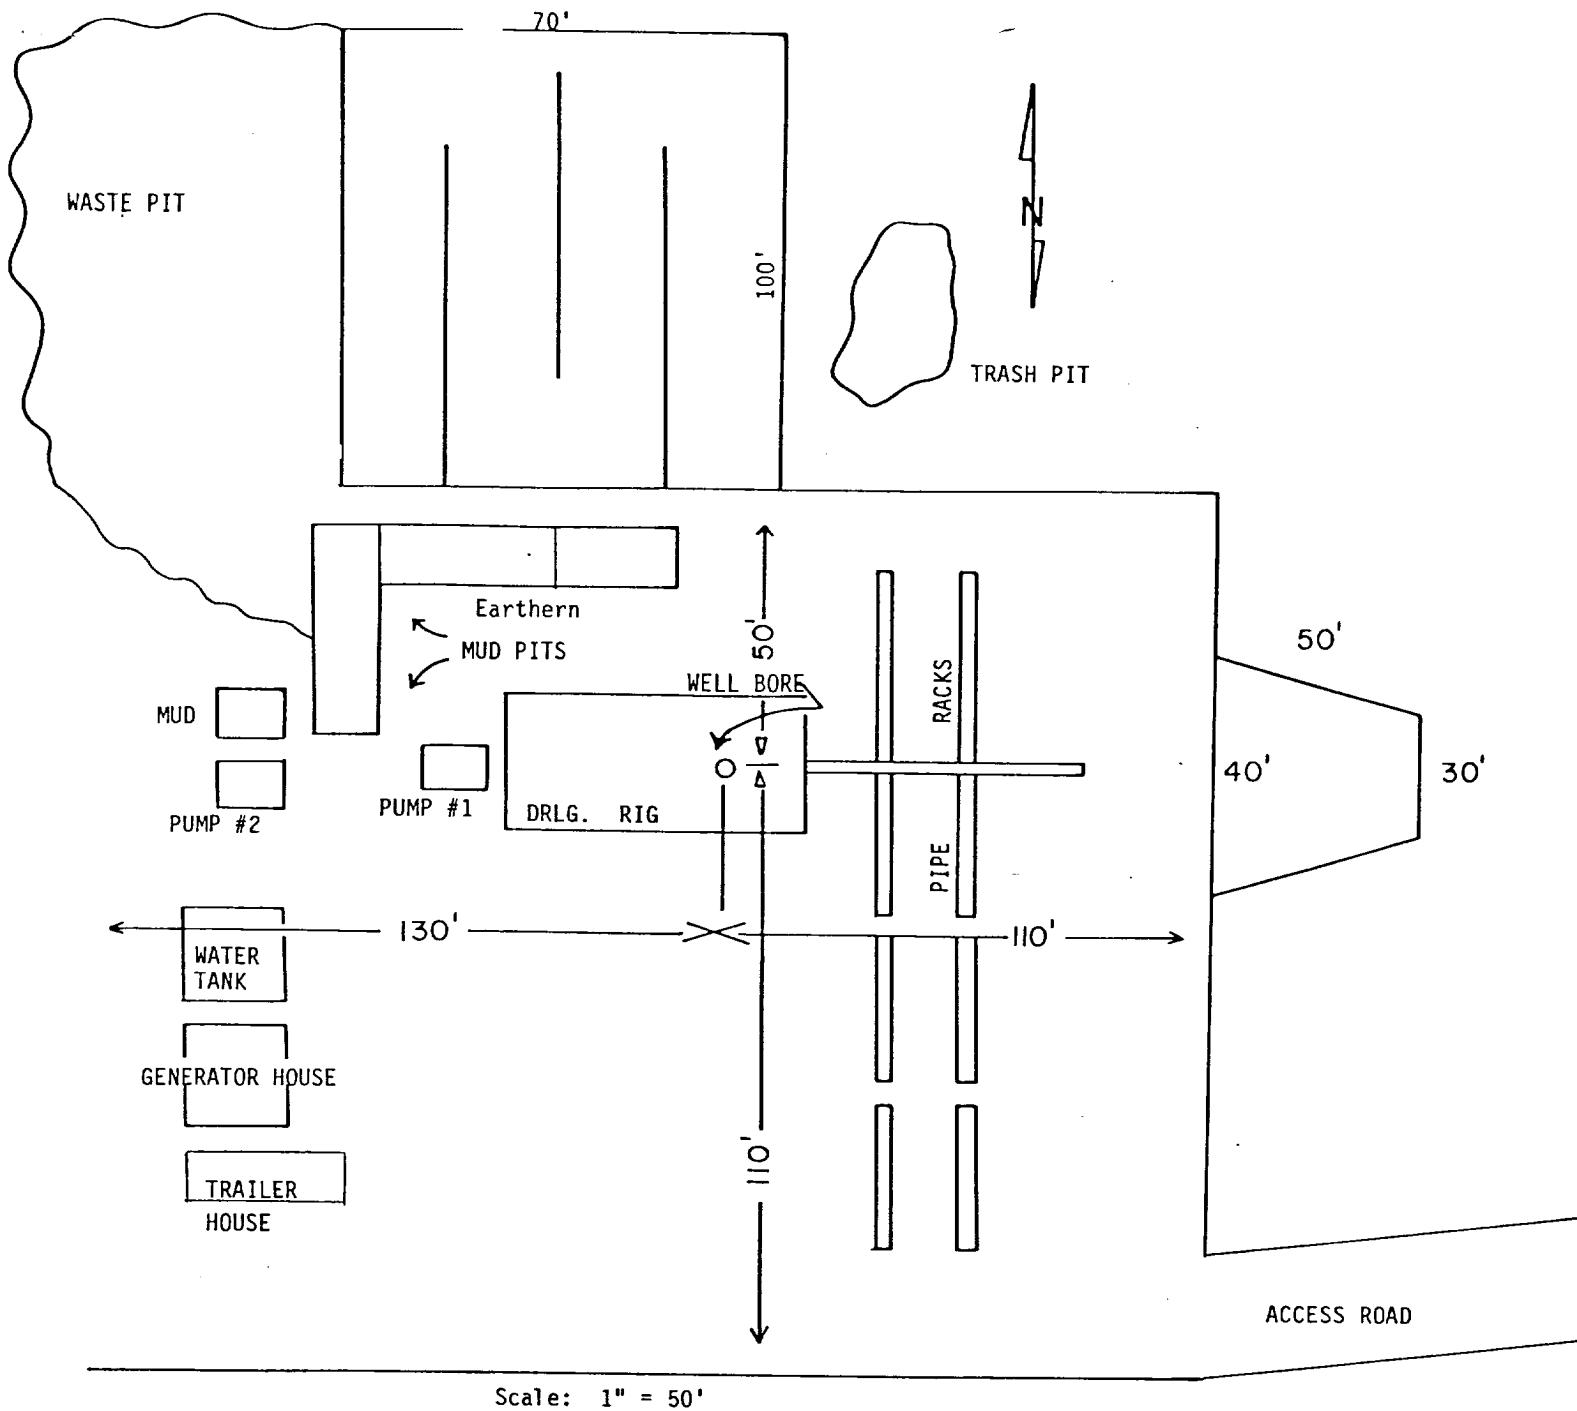 70'
WASTE PIT
100'
N
TRASH PIT
Earthern
MUD PITS
50'
WELL BORE
RACKS
50'
MUD
40'
30'
PUMP #2
PUMP #1
DRLG. RIG
PIPE
130'
110'
WATER
TANK
GENERATOR HOUSE
110'
TRAILER
HOUSE
ACCESS ROAD
Scale: 1" = 50'